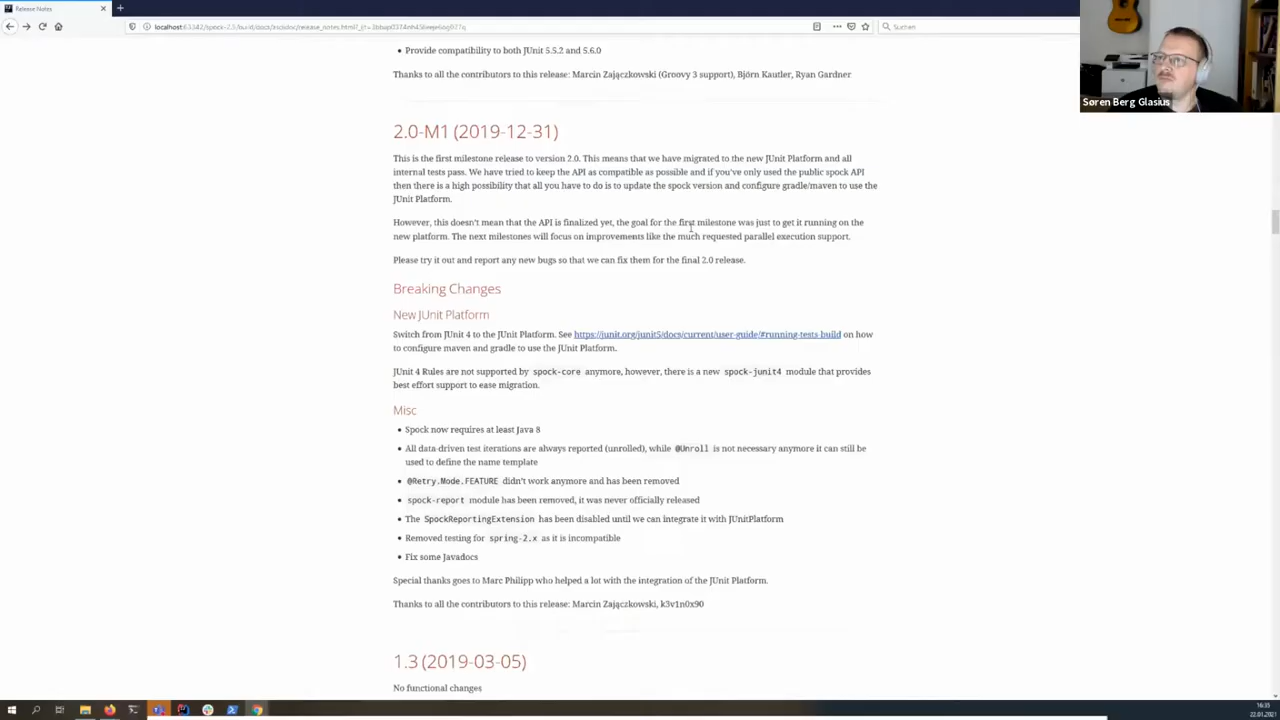 Release Notes
Suchen
Provide compatibility to both JUnit 5.5.2 and 5.6.0
Thanks to all the contributors to this release: Marcin Zajączkowski (Groovy 3 support), Björn Kautler, Ryan Gardner
Søren Berg Glasius
2.0-M1 (2019-12-31)
This is the first milestone release to version 2.0. This means that we have migrated to the new JUnit Platform and all
internal tests pass. We have tried to keep the API as compatible as possible and if you've only used the public spock API
then there is a high possibility that all you have to do is to update the spock version and configure gradle/maven to use the
JUnit Platform.
However, this doesn't mean that the API is finalized yet, the goal for the first milestone was just to get it running on the
new platform. The next milestones will focus on improvements like the much requested parallel execution support.
Please try it out and report any new bugs so that we can fix them for the final 2.0 release.
Breaking Changes
New JUnit Platform
Switch from JUnit 4 to the JUnit Platform. See https://junit.org/junit5/docs/current/user-guide/#running-tests-build on how
to configure maven and gradle to use the JUnit Platform.
JUnit 4 Rules are not supported by spock-core anymore, however, there is a new spock-junit4 module that provides
best effort support to ease migration.
Misc
Spock now requires at least Java 8
All data-driven test iterations are always reported (unrolled), while @Unroll is not necessary anymore it can still be
used to define the name template
@Retry.Mode.FEATURE didn't work anymore and has been removed
spock-report module has been removed, it was never officially released
The SpockReportingExtension has been disabled until we can integrate it with JUnitPlatform
Removed testing for spring-2.x as it is incompatible
Fix some Javadocs
Special thanks goes to Marc Philipp who helped a lot with the integration of the JUnit Platform.
Thanks to all the contributors to this release: Marcin Zajączkowski, k3v1n0x90
1.3 (2019-03-05)
No functional changes
16:35
22.01.2021